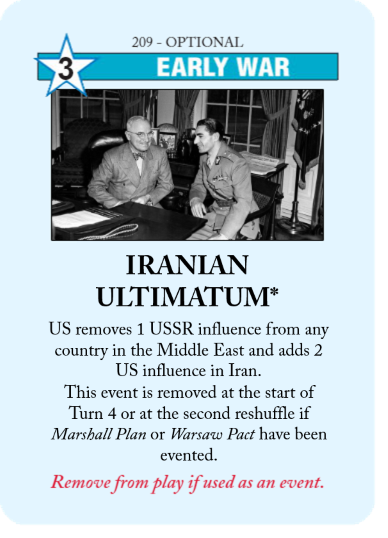 209 - OPTIONAL
3
EARLY WAR
IRANIAN
ULTIMATUM*
US removes 1 USSR influence from any
country in the Middle East and adds 2
US influence in Iran.
This event is removed at the start of
Turn 4 or at the second reshuffle if
Marshall Plan or Warsaw Pact have been
evented.
Remove from play if used as an event.